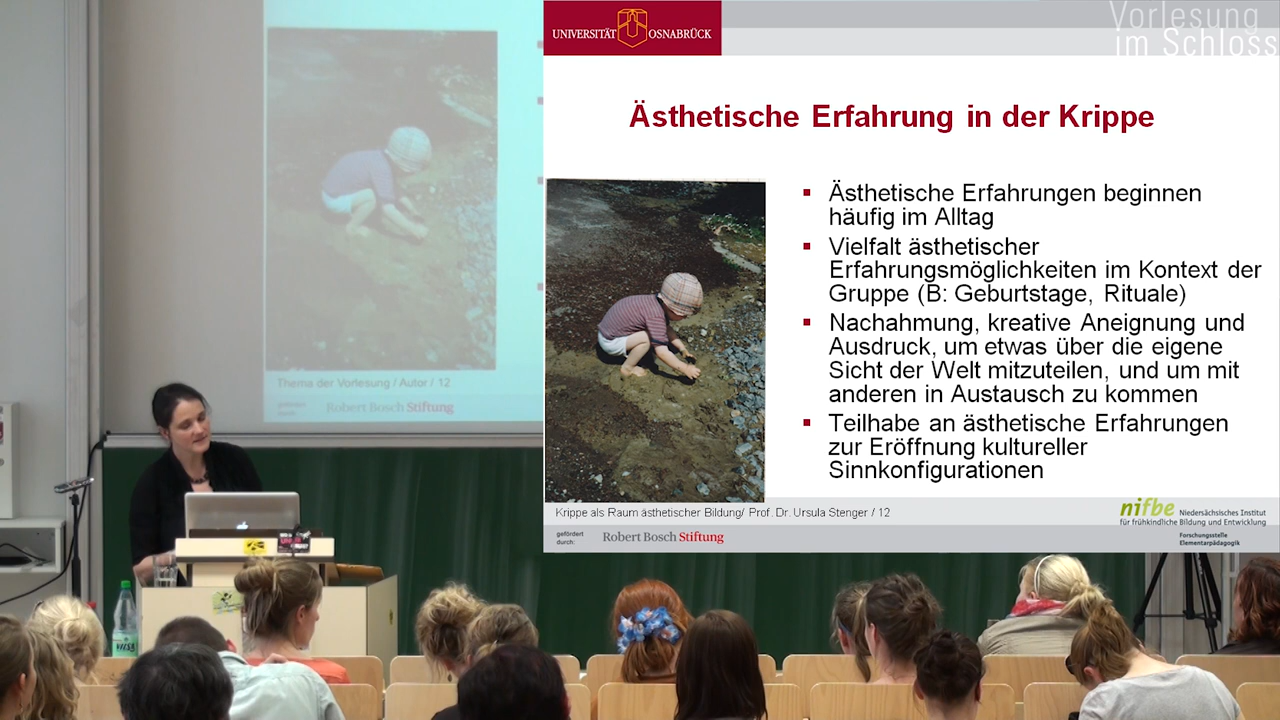 UNIVERSITÄT OSNABRÜCK
Vorlesung
im Schloss
Ästhetische Erfahrung in der Krippe
Ästhetische Erfahrungen beginnen
häufig im Alltag
Vielfalt ästhetischer
Erfahrungsmöglichkeiten im Kontext der
Gruppe (B: Geburtstage, Rituale)
Nachahmung, kreative Aneignung und
Ausdruck, um etwas über die eigene
Sicht der Welt mitzuteilen, und um mit
anderen in Austausch zu kommen
Teilhabe an ästhetische Erfahrungen
zur Eröffnung kultureller
Sinnkonfigurationen
Krippe als Raum ästhetischer Bildung/ Prof. Dr. Ursula Stenger / 12
nifbe Niedersächsisches Institut
für frühkindliche Bildung und Entwicklung
Forschungsstelle
Elementarpädagogik
gefördert
durch:
Robert Bosch Stiftung
Thema der Vorlesung / Autor / 12
gefördert
durch:
Robert Bosch Stiftung